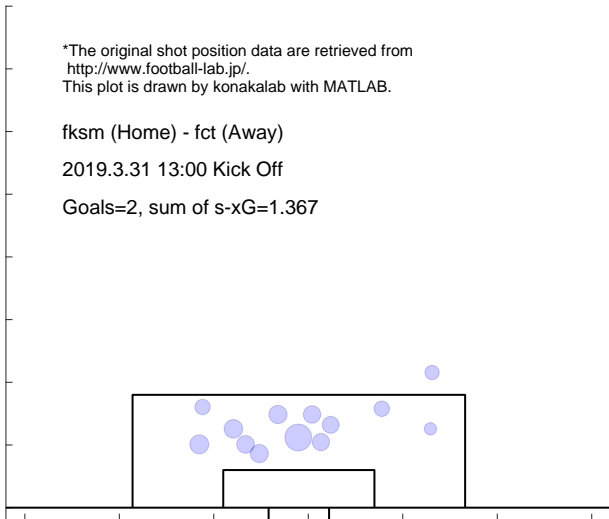 *The original shot position data are retrieved from
http://www.football-lab.jp/.
This plot is drawn by konakalab with MATLAB.
fksm (Home) - fct (Away)
2019.3.31 13:00 Kick Off
Goals=2, sum of s-xG=1.367